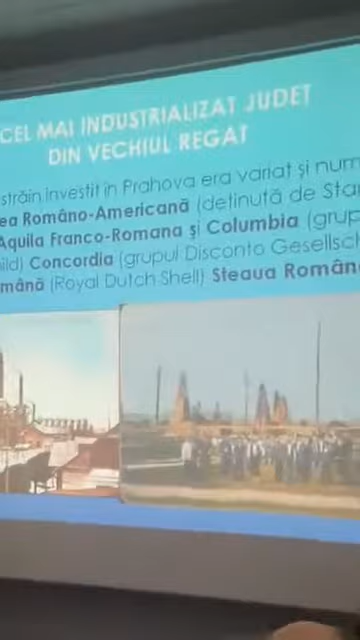 CEL MAI INDUSTRIALIZAT JUDEȚ
DIN VECHIUL REGAT
străin investit în Prahova era variat și num
ea Româno-Americană (deținută de Sta
Aquila Franco-Romana și Columbia (grup
ild) Concordia (grupul Disconto Gesellsch
mână (Royal Dutch Shell) Steaua Român